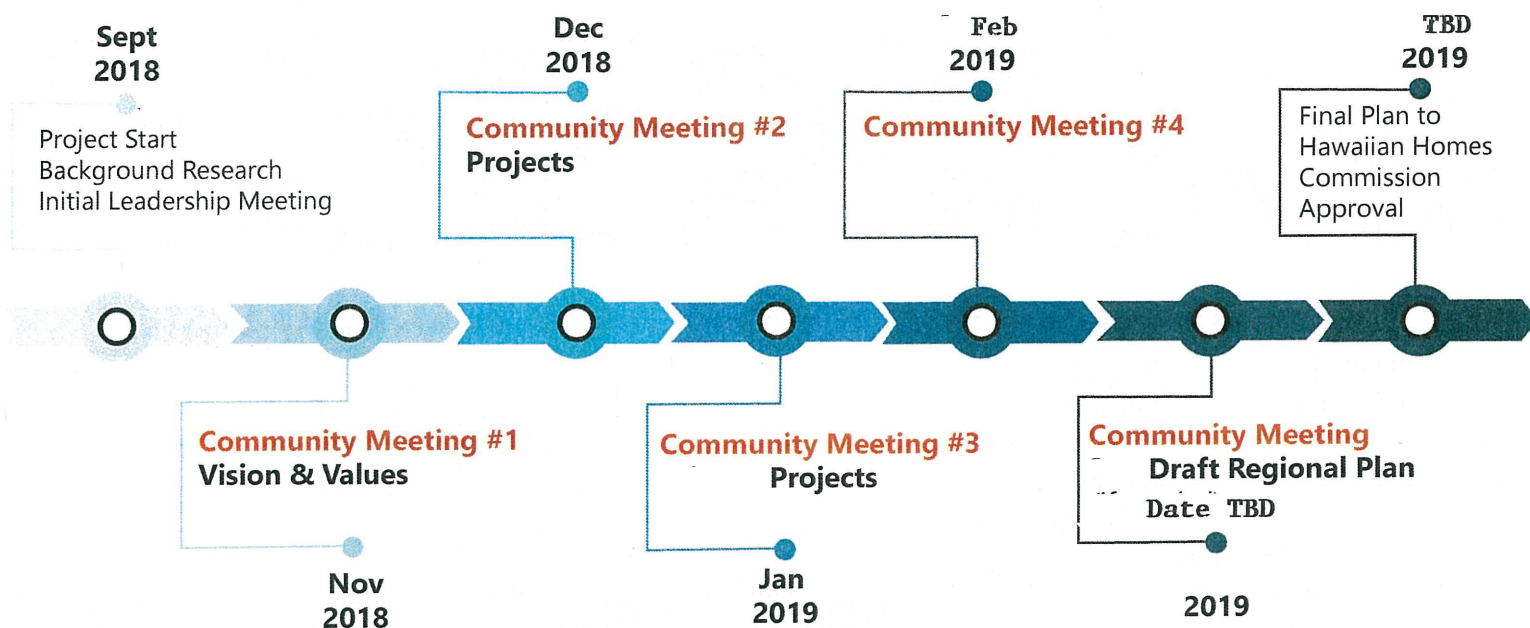 Sept
2018
Project Start
Background Research
Initial Leadership Meeting
Community Meeting #1
Vision & Values
Nov
2018
Dec
2018
Community Meeting #2
Projects
Community Meeting #3
Projects
Jan
2019
Feb
2019
Community Meeting #4
Community Meeting
Draft Regional Plan
Date TBD
2019
TBD
2019
Final Plan to
Hawaiian Homes
Commission
Approval